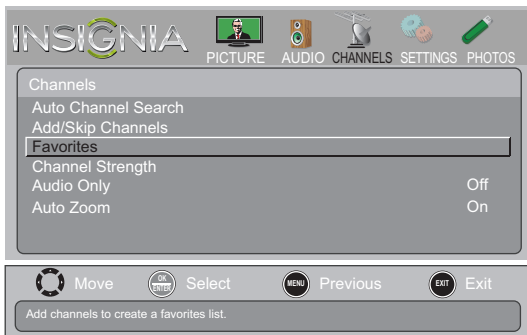 INSIGNIA
PICTURE AUDIO CHANNELS SETTINGS PHOTOS
Channels
Auto Channel Search
Add/Skip Channels
Favorites
Channel Strength
Audio Only Off
Auto Zoom On
Move OK ENTER Select MENU Previous EXIT Exit
Add channels to create a favorites list.